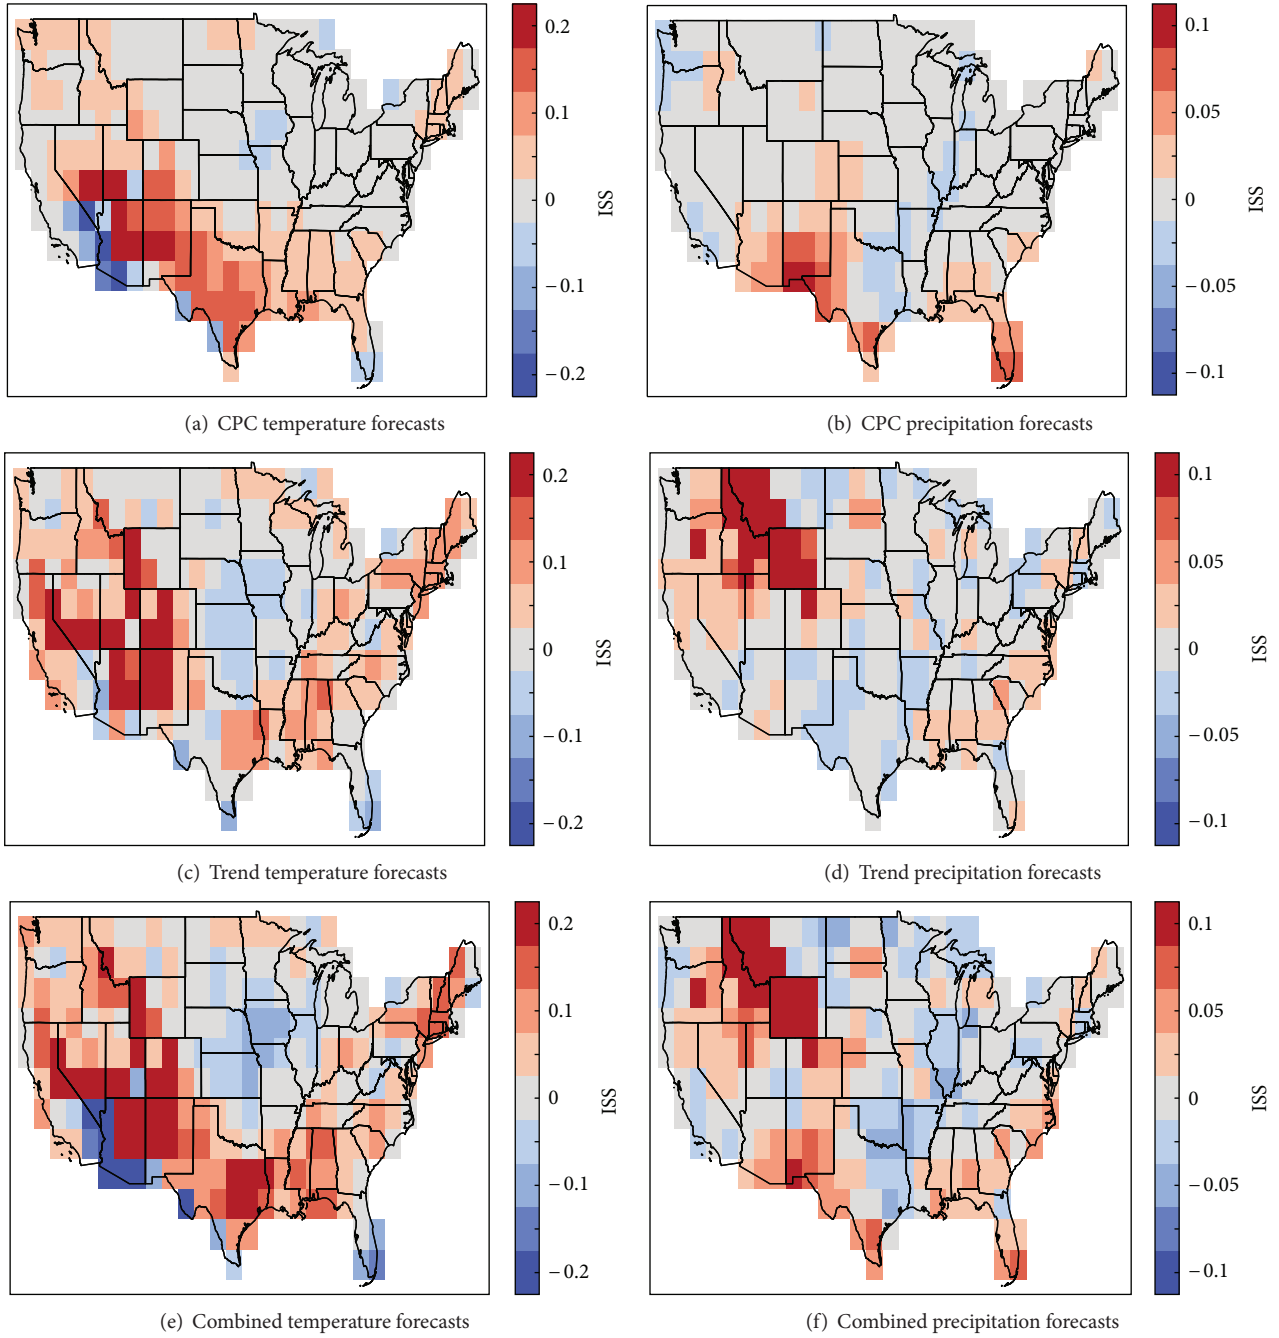 0.2
0.1
0
−0.1
−0.2
ISS
(a) CPC temperature forecasts
0.1
0.05
0
−0.05
−0.1
ISS
(b) CPC precipitation forecasts
0.2
0.1
0
−0.1
−0.2
ISS
(c) Trend temperature forecasts
0.1
0.05
0
−0.05
−0.1
ISS
(d) Trend precipitation forecasts
0.2
0.1
0
−0.1
−0.2
ISS
(e) Combined temperature forecasts
0.1
0.05
0
−0.05
−0.1
ISS
(f) Combined precipitation forecasts